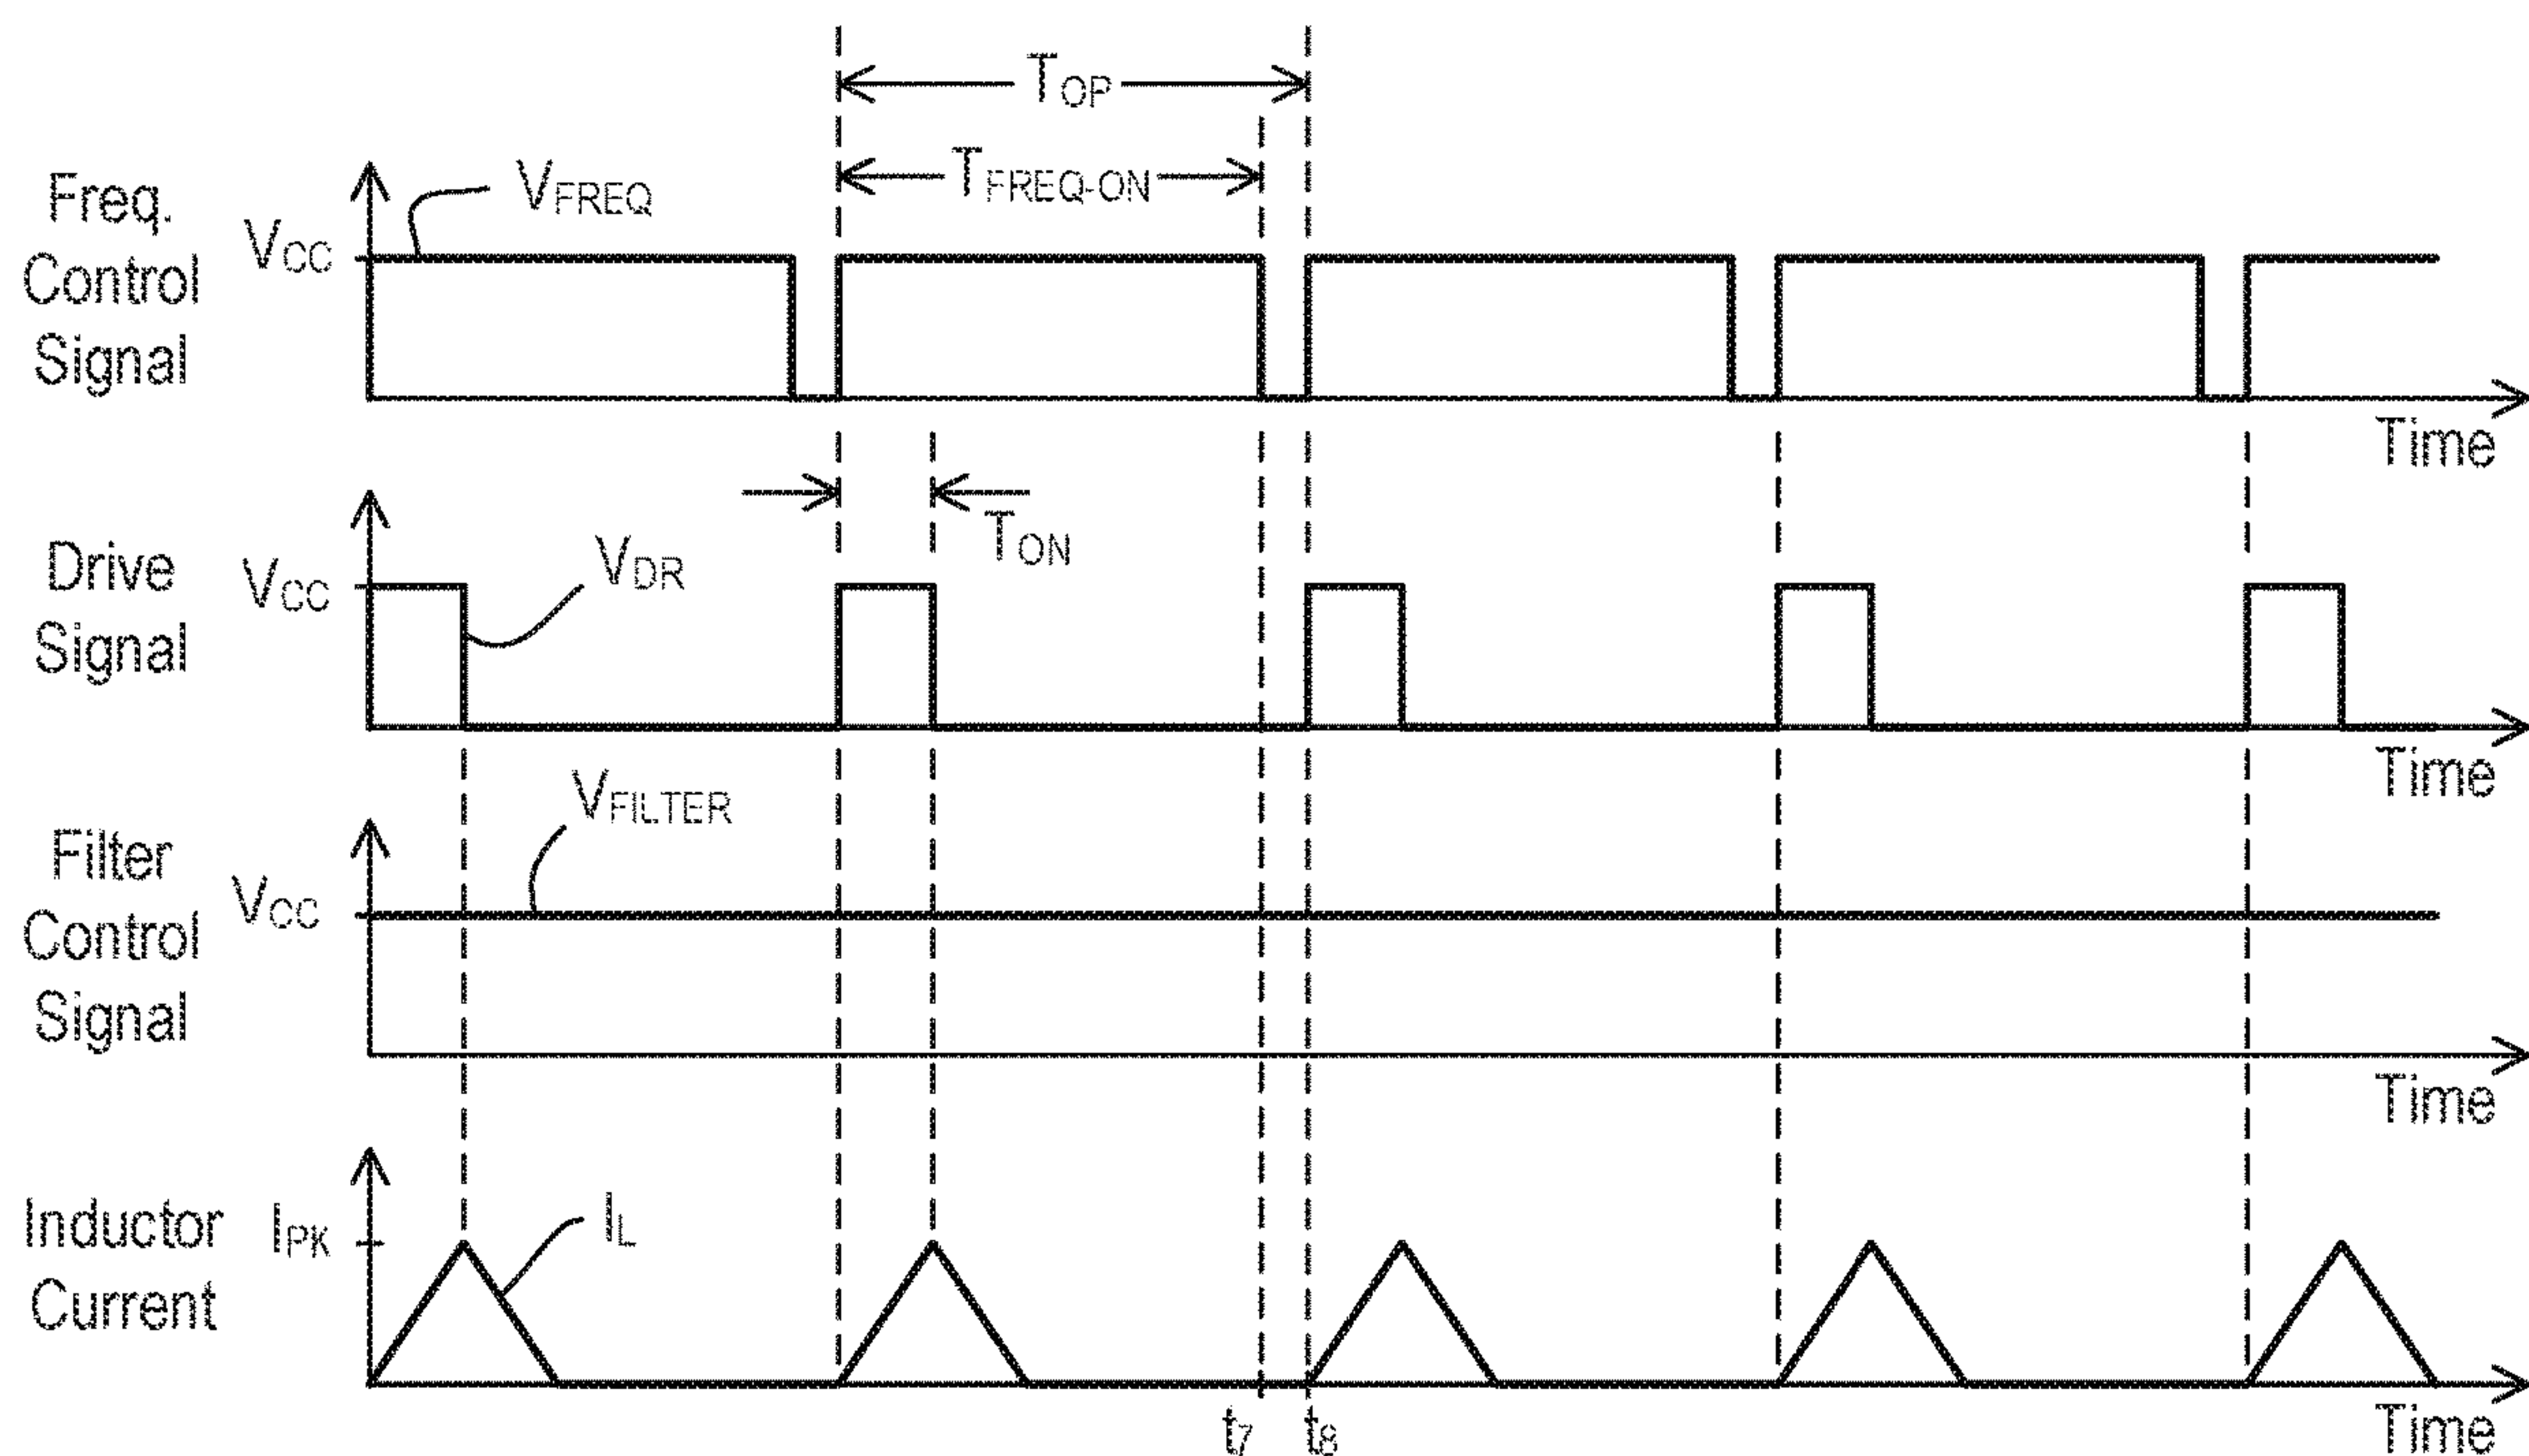 TOP
TFREQ-ON
Freq.
Control
Signal
VCC
VFREQ
Time
TON
Drive
Signal
VCC
VDR
Time
Filter
Control
Signal
VCC
VFILTER
Time
Inductor
Current
IPK
IL
t7
t8
Time